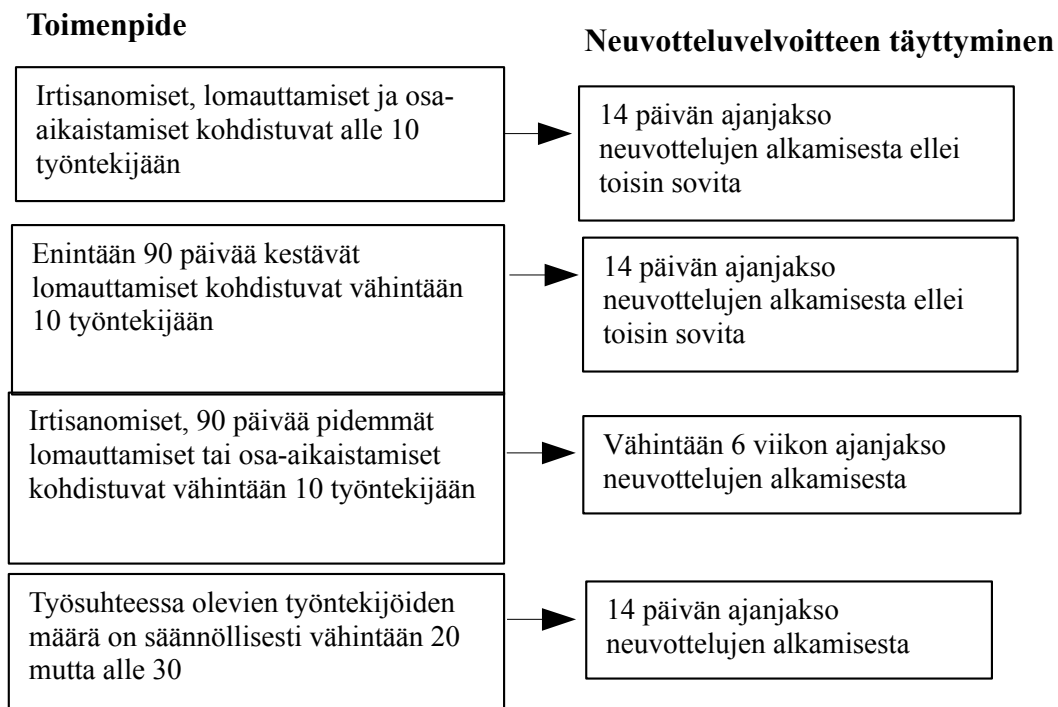 Toimenpide
Neuvotteluvelvoitteen täyttyminen
Irtisanomiset, lomauttamiset ja osa-
aikaistamiset kohdistuvat alle 10
työntekijään
14 päivän ajanjakso
neuvottelujen alkamisesta ellei
toisin sovita
Enintään 90 päivää kestävät
lomauttamiset kohdistuvat vähintään
10 työntekijään
14 päivän ajanjakso
neuvottelujen alkamisesta ellei
toisin sovita
Irtisanomiset, 90 päivää pidemmät
lomauttamiset tai osa-aikaistamiset
kohdistuvat vähintään 10 työntekijään
Vähintään 6 viikon ajanjakso
neuvottelujen alkamisesta
Työsuhteessa olevien työntekijöiden
määrä on säännöllisesti vähintään 20
mutta alle 30
14 päivän ajanjakso
neuvottelujen alkamisesta